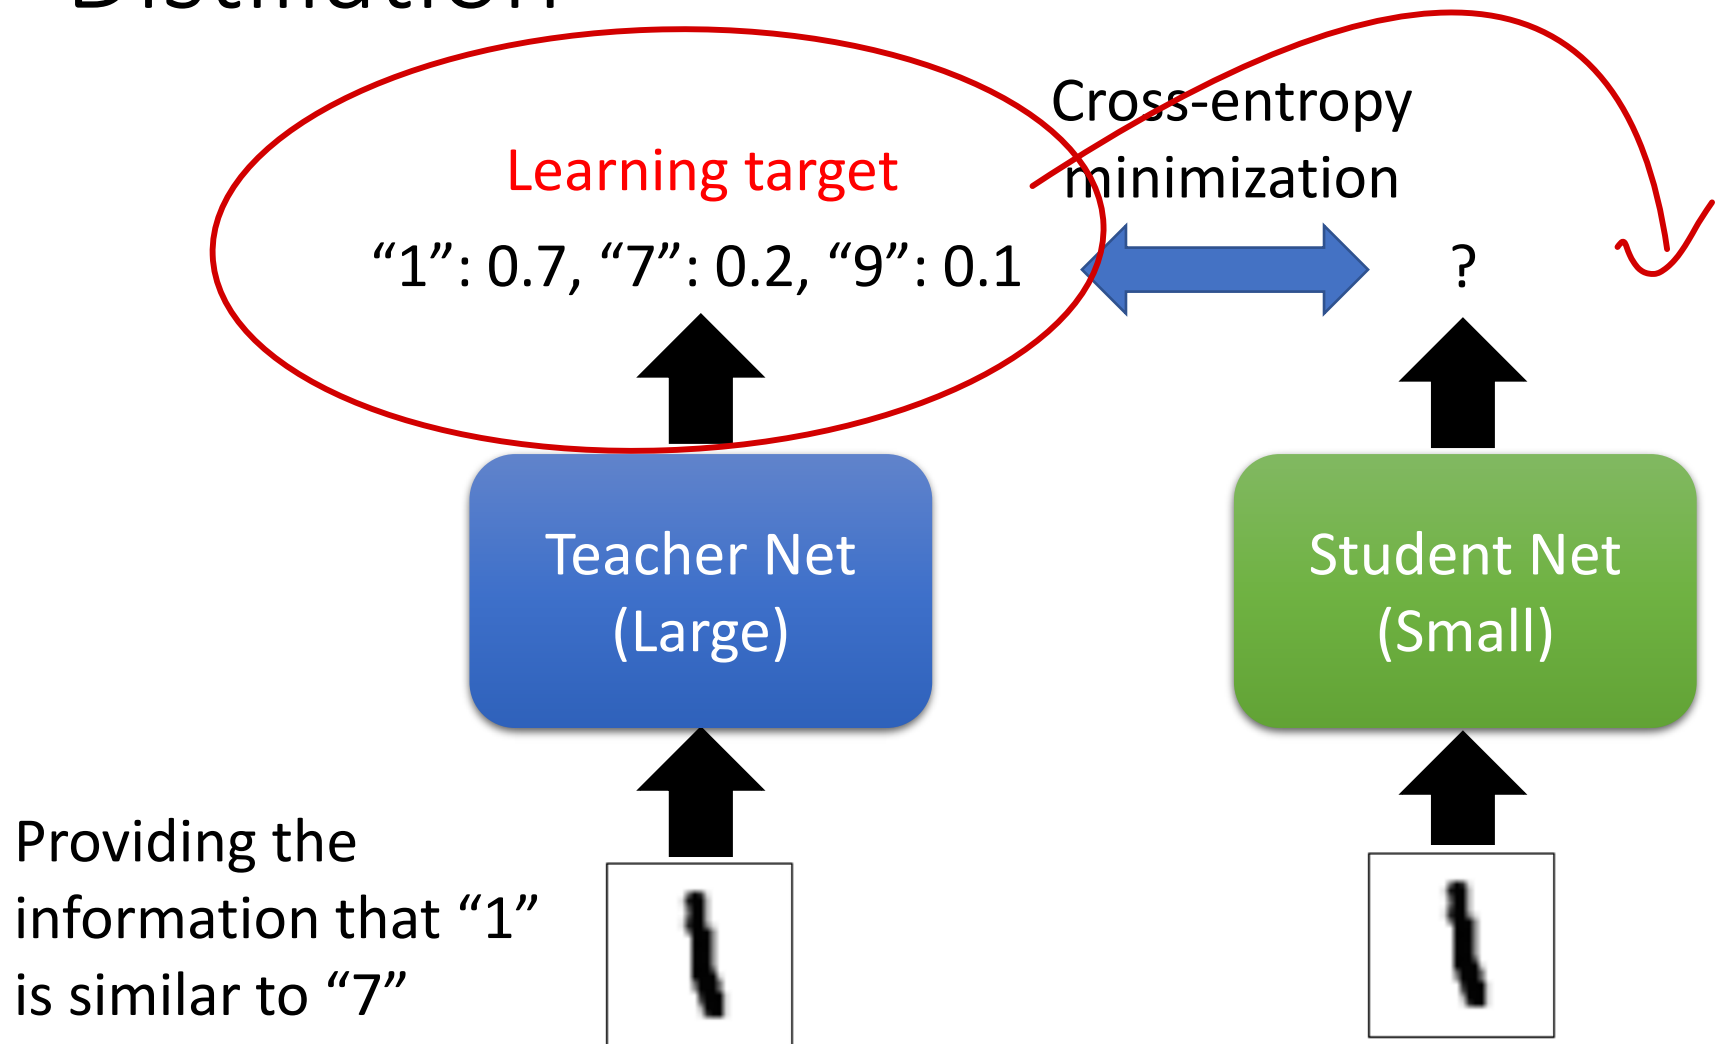 Learning target
Cross-entropy
minimization
“1”: 0.7, “7”: 0.2, “9”: 0.1
?
Teacher Net
(Large)
Student Net
(Small)
Providing the
information that “1”
is similar to “7”